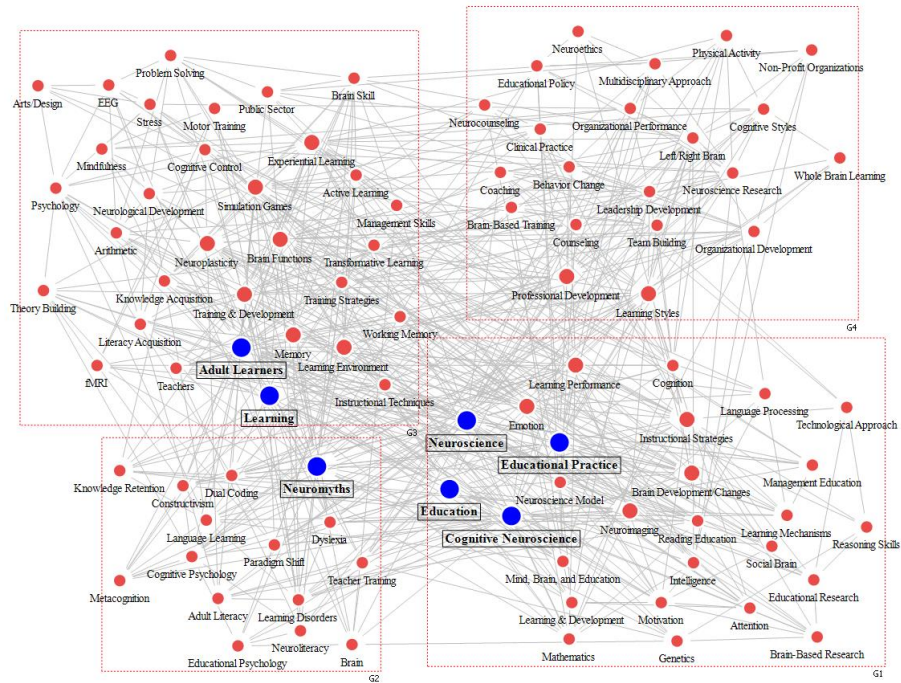 Neuroethics
Problem Solving
Physical Activity
Non-Profit Organizations
Arts/Design
EEG
Stress
Motor Training
Public Sector
Brain Skill
Educational Policy
Multidisciplinary Approach
Neurocounseling
Organizational Performance
Cognitive Styles
Mindfulness
Cognitive Control
Experiential Learning
Clinical Practice
Left/Right Brain
Whole Brain Learning
Psychology
Neurological Development
Simulation Games
Active Learning
Management Skills
Coaching
Behavior Change
Neuroscience Research
Leadership Development
Brain-Based Training
Counseling
Team Building
Organizational Development
Arithmetic
Neuroplasticity
Brain Functions
Transformative Learning
Theory Building
Knowledge Acquisition
Training & Development
Training Strategies
Professional Development
Learning Styles
G4
Literacy Acquisition
Memory
Working Memory
Adult Learners
Learning Environment
fMRI
Teachers
Instructional Techniques
Learning
G3
Learning Performance
Cognition
Language Processing
Technological Approach
Emotion
Instructional Strategies
Neuroscience
Educational Practice
Knowledge Retention
Constructivism
Dual Coding
Neuromyths
Brain Development Changes
Management Education
Education
Neuroscience Model
Neuroimaging
Cognitive Neuroscience
Reading Education
Learning Mechanisms
Reasoning Skills
Language Learning
Dyslexia
Cognitive Psychology
Paradigm Shift
Teacher Training
Social Brain
Metacognition
Mind, Brain, and Education
Intelligence
Educational Research
Adult Literacy
Learning Disorders
Learning & Development
Motivation
Attention
Neuroliteracy
Educational Psychology
Brain
Mathematics
Genetics
Brain-Based Research
G2
G1